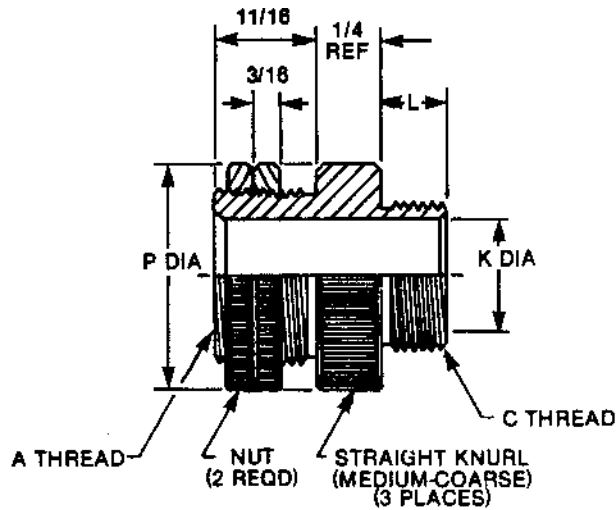 11/16
1/4
REF
3/16
L
P DIA
K DIA
C THREAD
A THREAD
NUT
(2 REQD)
STRAIGHT KNURL
(MEDIUM-COARSE)
(3 PLACES)